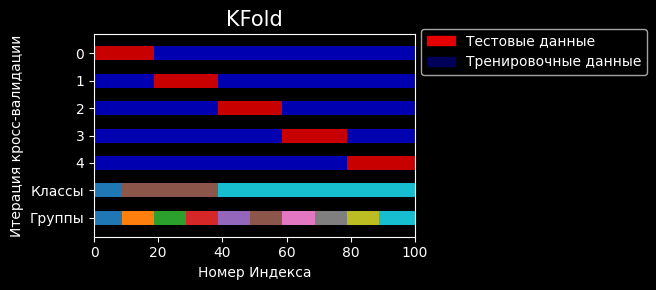 KFold
Тестовые данные
Тренировочные данные
Итерация кросс-валидации
0
1
2
3
4
Классы
Группы
0 20 40 60 80 100
Номер Индекса